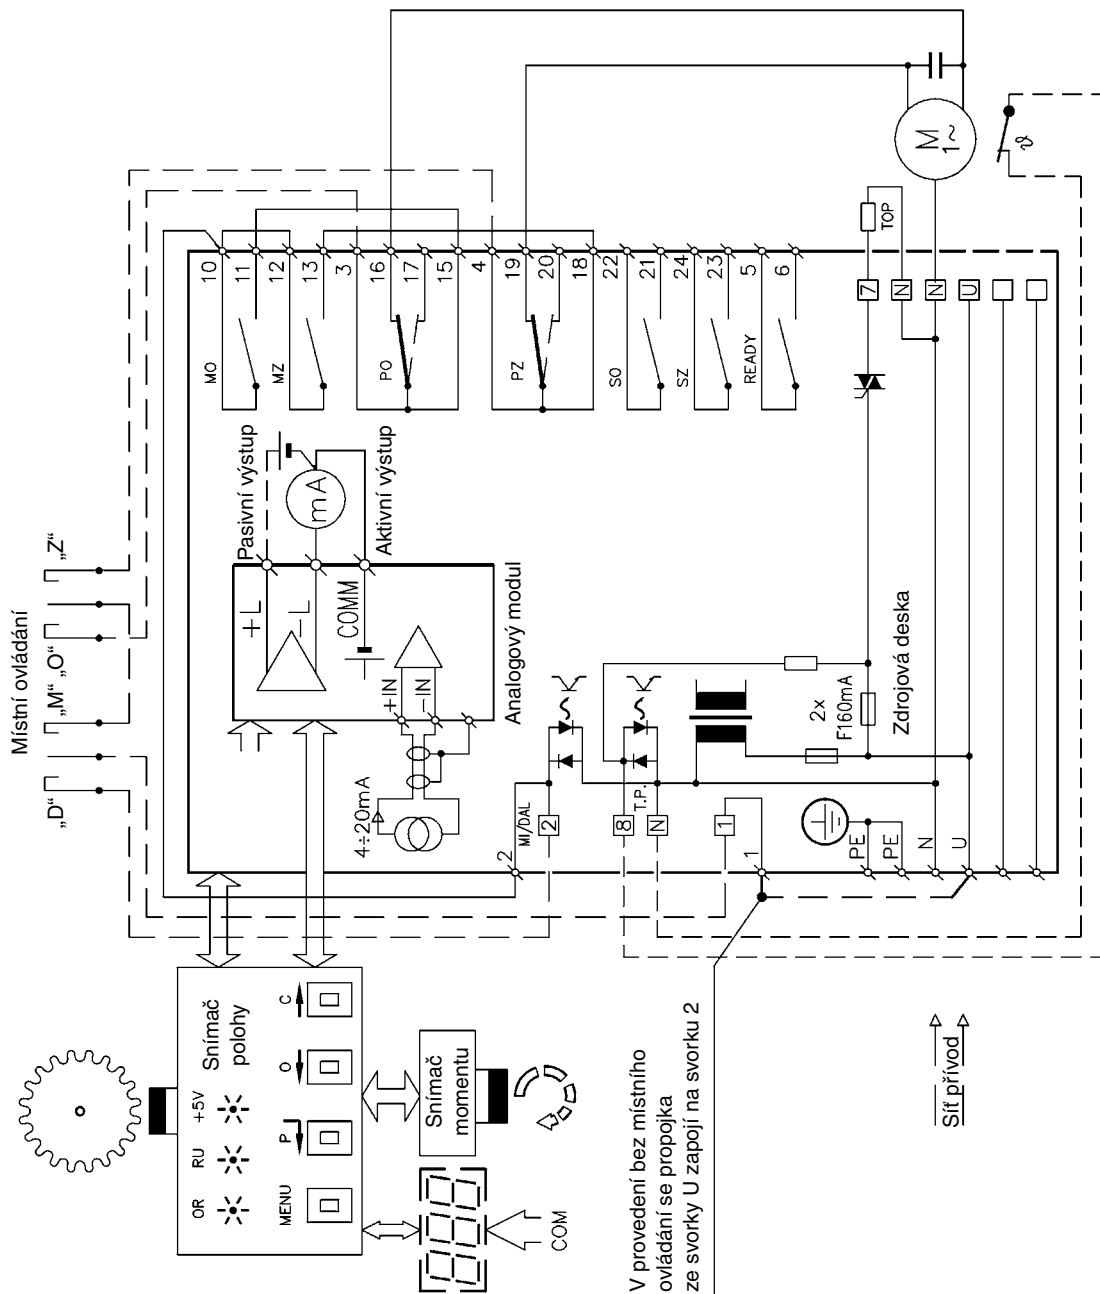 Místní ovládání
„D“
„M“
„O“
„Z“
10
11
12
13
3
16
17
15
4
19
20
18
22
21
24
23
5
6
MO
MZ
PO
PZ
SO
SZ
READY
M
1~
ϑ
TOP
7
N
N
U
Pasivní výstup
mA
Aktivní výstup
+L
−L
COMM
+IN
−IN
Analogový modul
4÷20mA
2
MI/DAL
2
8
T.P.
N
1
1
2x
F160mA
Zdrojová deska
PE
PE
N
U
Snímač
polohy
+5V
RU
OR
C
O
P
MENU
Snímač
momentu
COM
V provedení bez místního
ovládání se propojka
ze svorky U zapojí na svorku 2
Síť přívod